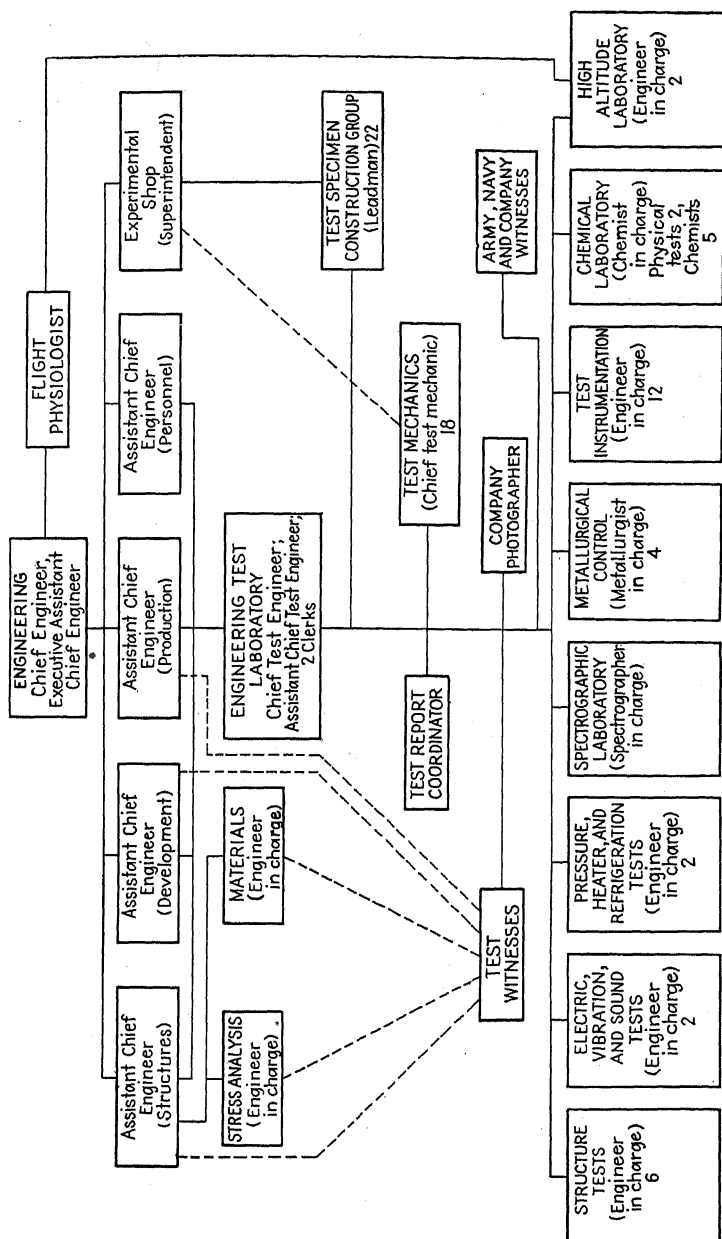 ENGINEERING
Chief Engineer,
Executive Assistant
Chief Engineer
FLIGHT
PHYSIOLOGIST
Assistant Chief
Engineer
(Structures)
Assistant Chief
Engineer
(Development)
Assistant Chief
Engineer
(Production)
Assistant Chief
Engineer
(Personnel)
Experimental
Shop
(Superintendent)
STRESS ANALYSIS
(Engineer
in charge)
MATERIALS
(Engineer
in charge)
ENGINEERING TEST
LABORATORY
Chief Test Engineer;
Assistant Chief Test Engineer;
2 Clerks
TEST SPECIMEN
CONSTRUCTION GROUP
(Leadman) 22
TEST REPORT
COORDINATOR
TEST MECHANICS
(Chief test mechanic)
18
TEST
WITNESSES
COMPANY
PHOTOGRAPHER
ARMY, NAVY
AND COMPANY
WITNESSES
STRUCTURE
TESTS
(Engineer
in charge)
6
ELECTRIC,
VIBRATION,
AND SOUND
TESTS
(Engineer
in charge)
2
PRESSURE,
HEATER, AND
REFRIGERATION
TESTS
(Engineer
in charge)
2
SPECTROGRAPHIC
LABORATORY
(Spectrographer
in charge)
METALLURGICAL
CONTROL
(Metallurgist
in charge)
4
TEST
INSTRUMENTATION
(Engineer
in charge)
12
CHEMICAL
LABORATORY
(Chemist
in charge)
Physical
tests 2,
Chemists
5
HIGH
ALTITUDE
LABORATORY
(Engineer
in charge)
2